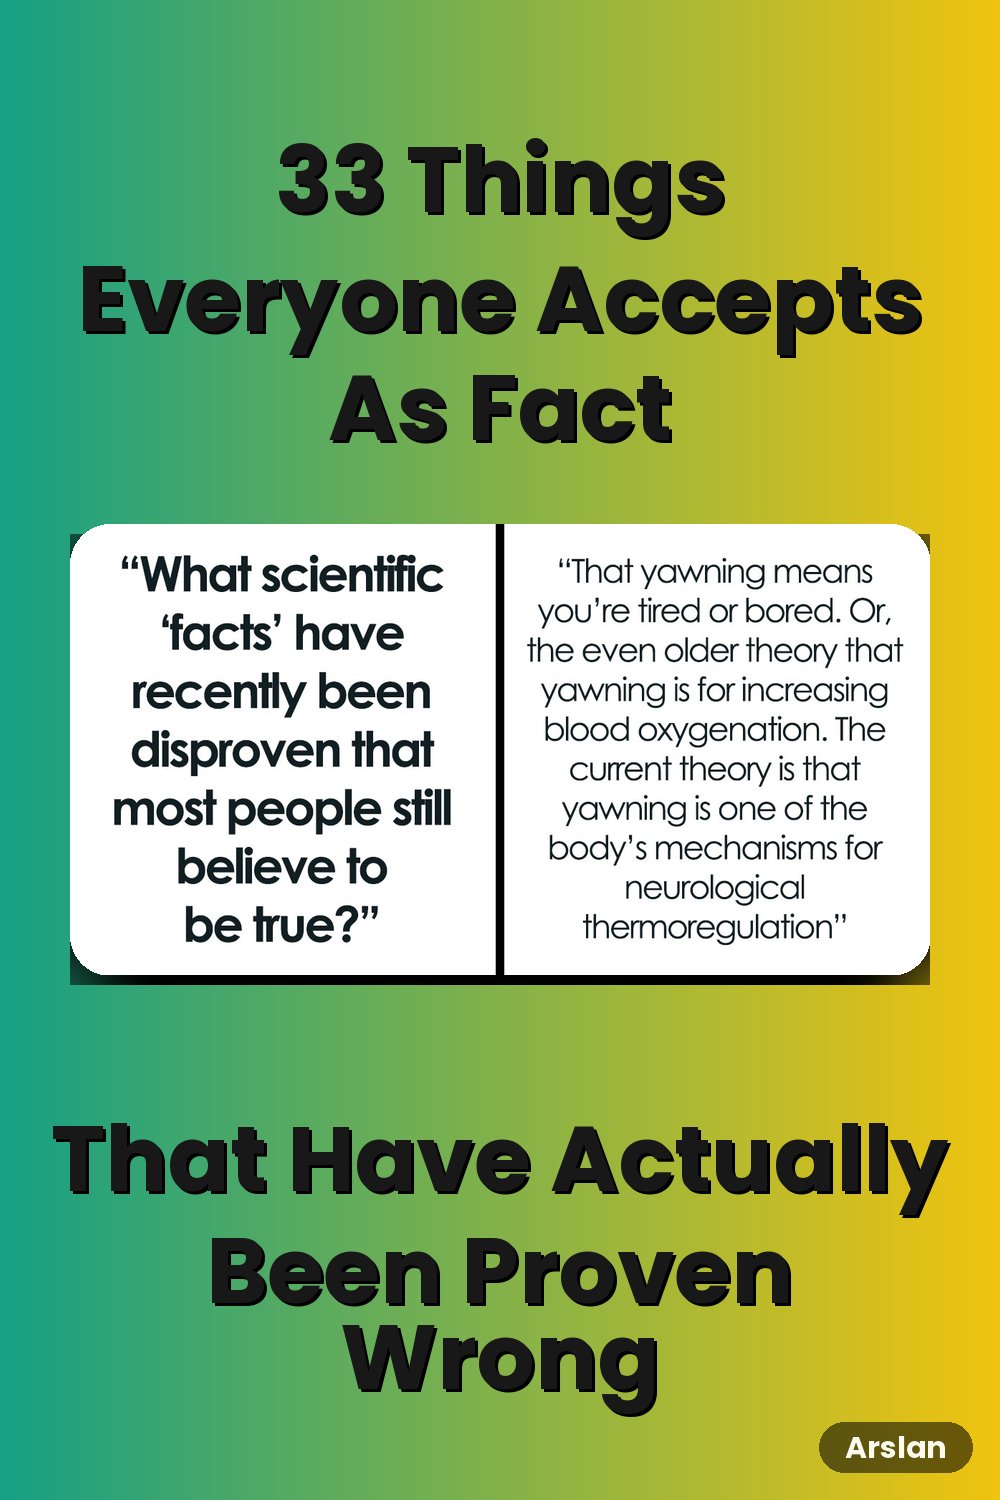 33 Things
Everyone Accepts
As Fact
“What scientific
‘facts’ have
recently been
disproven that
most people still
believe to
be true?”
“That yawning means
you’re tired or bored. Or,
the even older theory that
yawning is for increasing
blood oxygenation. The
current theory is that
yawning is one of the
body’s mechanisms for
neurological
thermoregulation”
That Have Actually
Been Proven
Wrong
Arslan